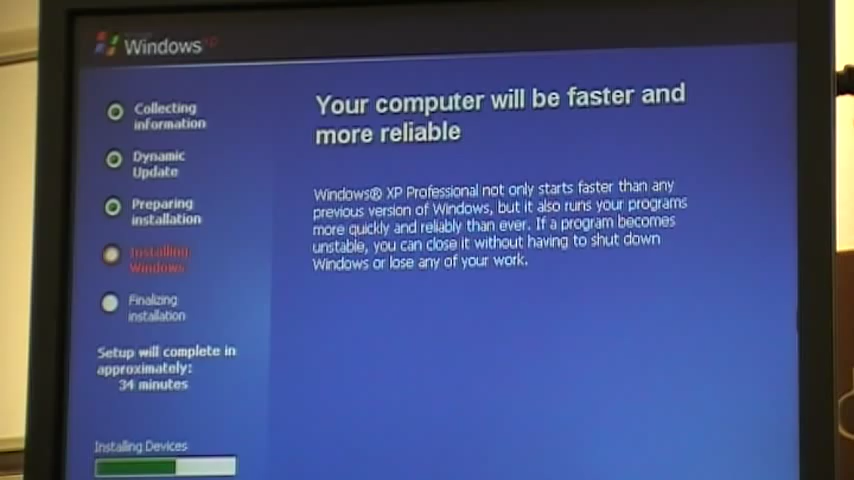 Windows xp
Collecting
information
Dynamic
Update
Preparing
installation
Installing
Windows
Finalizing
installation
Setup will complete in
approximately:
34 minutes
Installing Devices
Your computer will be faster and
more reliable
Windows® XP Professional not only starts faster than any
previous version of Windows, but it also runs your programs
more quickly and reliably than ever. If a program becomes
unstable, you can close it without having to shut down
Windows or lose any of your work.